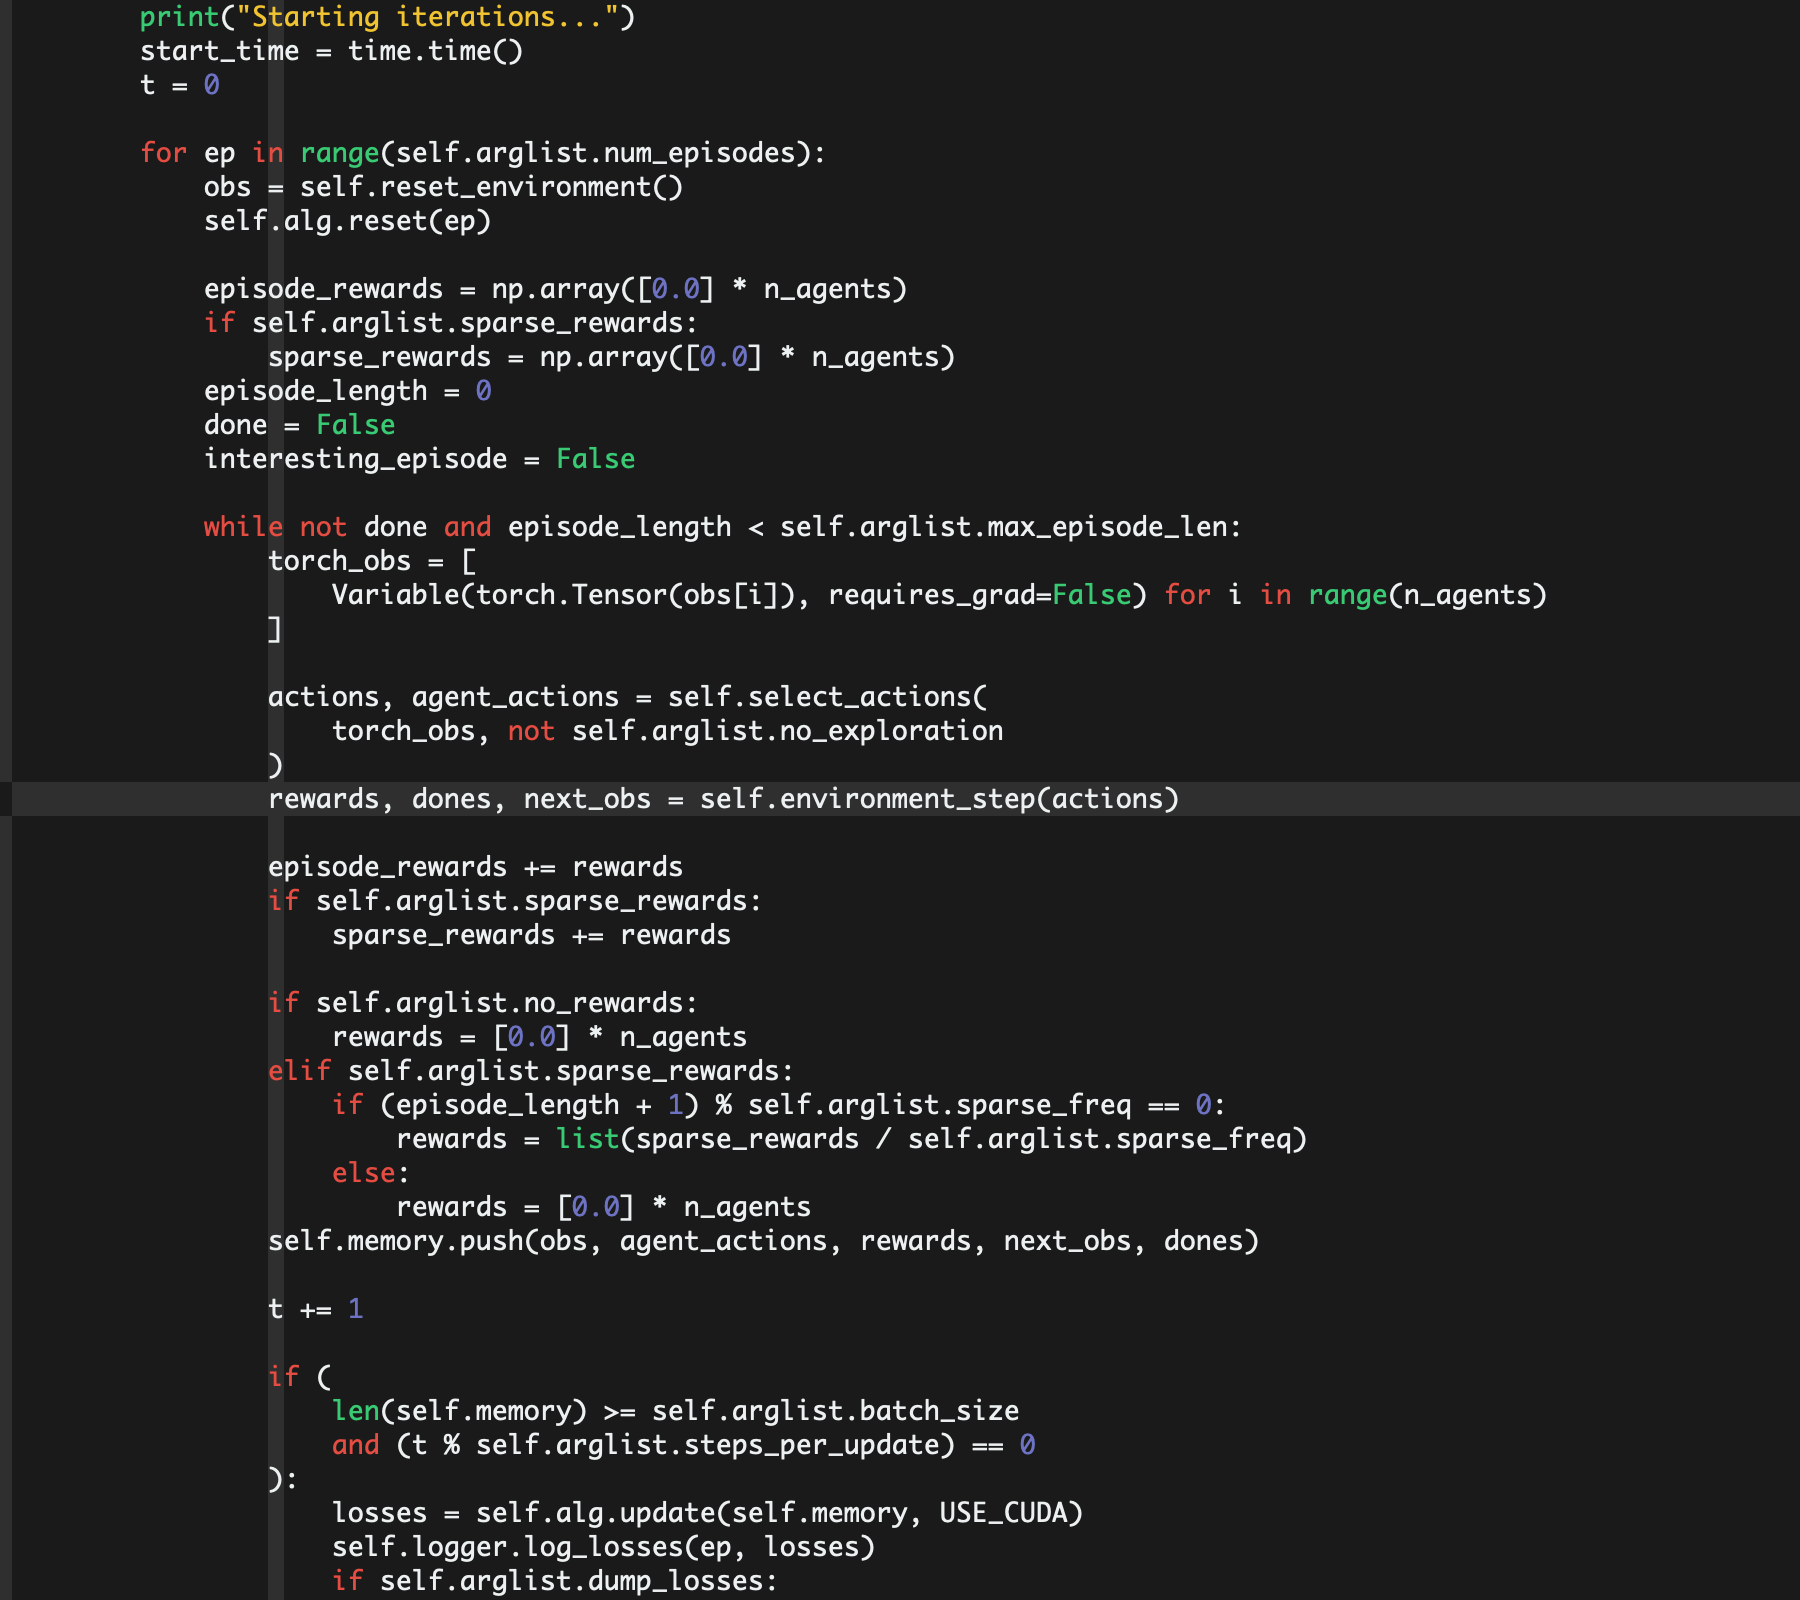 print("Starting iterations...")
start_time = time.time()
t = 0
for ep in range(self.arglist.num_episodes):
obs = self.reset_environment()
self.alg.reset(ep)
episode_rewards = np.array([0.0] * n_agents)
if self.arglist.sparse_rewards:
sparse_rewards = np.array([0.0] * n_agents)
episode_length = 0
done = False
interesting_episode = False
while not done and episode_length < self.arglist.max_episode_len:
torch_obs = [
Variable(torch.Tensor(obs[i]), requires_grad=False) for i in range(n_agents)
]
actions, agent_actions = self.select_actions(
torch_obs, not self.arglist.no_exploration
)
rewards, dones, next_obs = self.environment_step(actions)
episode_rewards += rewards
if self.arglist.sparse_rewards:
sparse_rewards += rewards
if self.arglist.no_rewards:
rewards = [0.0] * n_agents
elif self.arglist.sparse_rewards:
if (episode_length + 1) % self.arglist.sparse_freq == 0:
rewards = list(sparse_rewards / self.arglist.sparse_freq)
else:
rewards = [0.0] * n_agents
self.memory.push(obs, agent_actions, rewards, next_obs, dones)
t += 1
if (
len(self.memory) >= self.arglist.batch_size
and (t % self.arglist.steps_per_update) == 0
):
losses = self.alg.update(self.memory, USE_CUDA)
self.logger.log_losses(ep, losses)
if self.arglist.dump_losses: